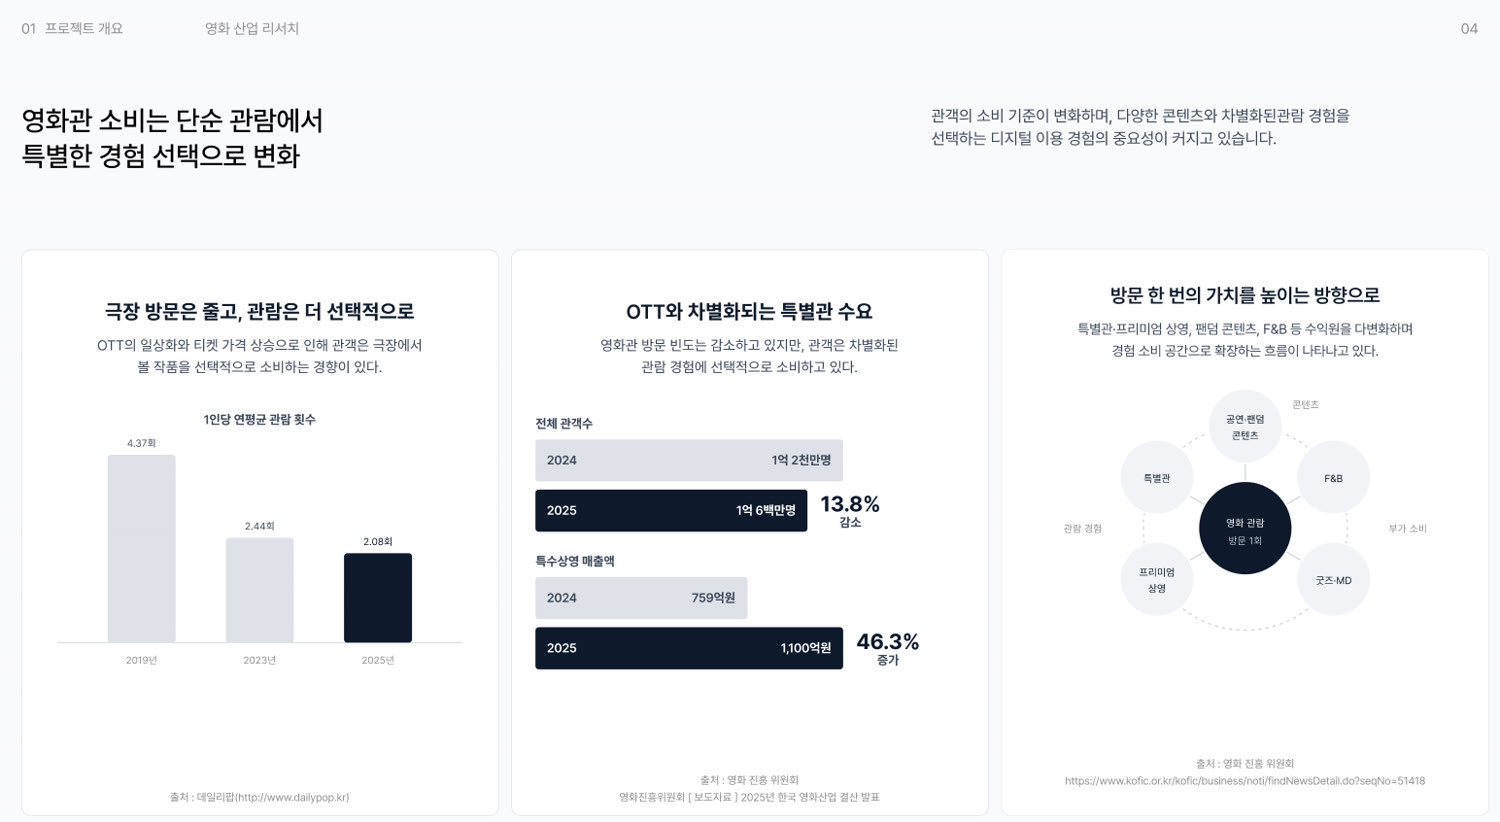 01 프로젝트 개요
영화 산업 리서치
04
영화관 소비는 단순 관람에서
특별한 경험 선택으로 변화
관객의 소비 기준이 변화하며, 다양한 콘텐츠와 차별화된관람 경험을
선택하는 디지털 이용 경험의 중요성이 커지고 있습니다.
극장 방문은 줄고, 관람은 더 선택적으로
OTT의 일상화와 티켓 가격 상승으로 인해 관객은 극장에서
볼 작품을 선택적으로 소비하는 경향이 있다.
1인당 연평균 관람 횟수
4.37회
2.44회
2.08회
2019년
2023년
2025년
출처 : 데일리팝(http://www.dailypop.kr)
OTT와 차별화되는 특별관 수요
영화관 방문 빈도는 감소하고 있지만, 관객은 차별화된
관람 경험에 선택적으로 소비하고 있다.
전체 관객수
2024
1억 2천만명
2025
1억 6백만명
13.8%
감소
특수상영 매출액
2024
759억원
2025
1,100억원
46.3%
증가
출처 : 영화 진흥 위원회
영화진흥위원회 [ 보도자료 ] 2025년 한국 영화산업 결산 발표
방문 한 번의 가치를 높이는 방향으로
특별관·프리미엄 상영, 팬덤 콘텐츠, F&B 등 수익원을 다변화하며
경험 소비 공간으로 확장하는 흐름이 나타나고 있다.
콘텐츠
공연·팬덤
콘텐츠
특별관
F&B
영화 관람
방문 1회
관람 경험
부가 소비
프리미엄
상영
굿즈·MD
출처 : 영화 진흥 위원회
https://www.kofic.or.kr/kofic/business/noti/findNewsDetail.do?seqNo=51418